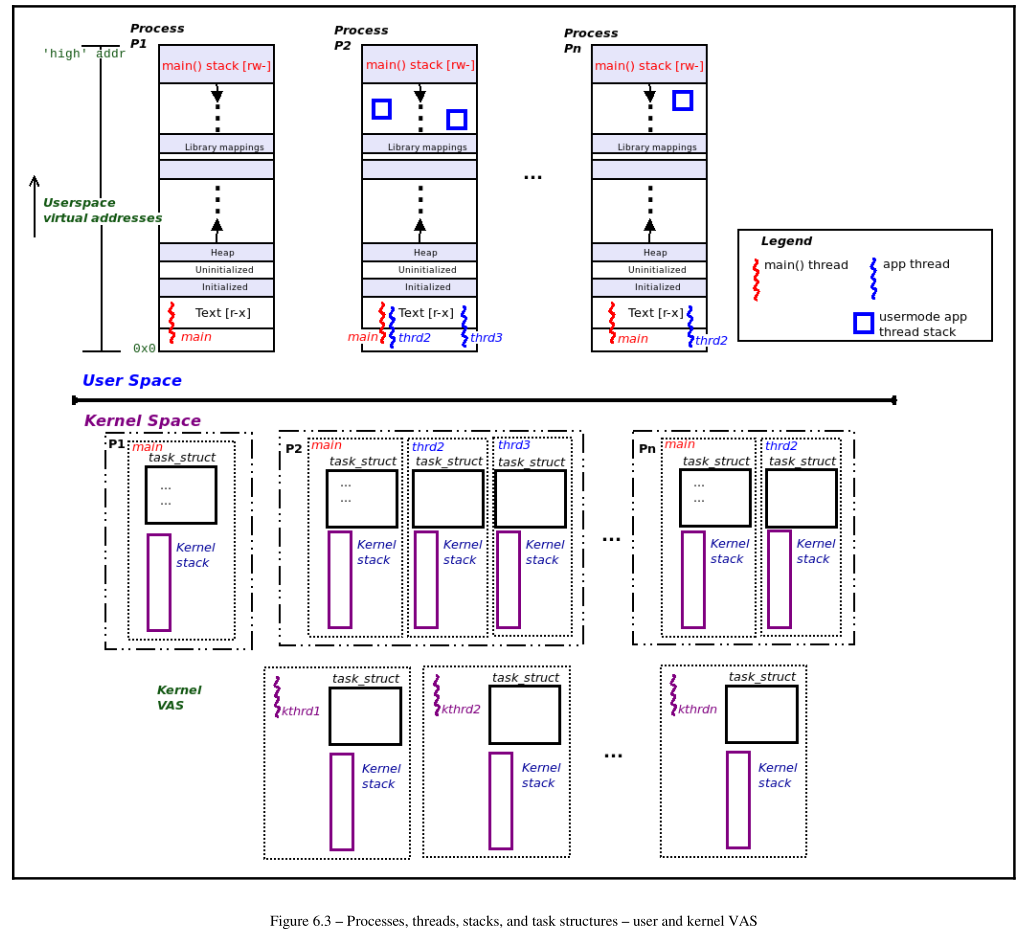 Process
P1
Process
P2
Process
Pn
'high' addr
main() stack [rw-]
main() stack [rw-]
main() stack [rw-]
Library mappings
Library mappings
Library mappings
...
Userspace
virtual addresses
Legend
main() thread
app thread
usermode app
thread stack
Heap
Heap
Heap
Uninitialized
Uninitialized
Uninitialized
Initialized
Initialized
Initialized
Text [r-x]
Text [r-x]
Text [r-x]
main
main
thrd2
thrd3
main
thrd2
0x0
User Space
Kernel Space
P1
main
task_struct
...
...
Kernel
stack
P2
main
task_struct
...
...
Kernel
stack
thrd2
task_struct
Kernel
stack
thrd3
task_struct
Kernel
stack
...
Pn
main
task_struct
...
...
Kernel
stack
thrd2
task_struct
Kernel
stack
Kernel
VAS
kthrd1
task_struct
Kernel
stack
kthrd2
task_struct
Kernel
stack
...
kthrdn
task_struct
Kernel
stack
Figure 6.3 – Processes, threads, stacks, and task structures – user and kernel VAS